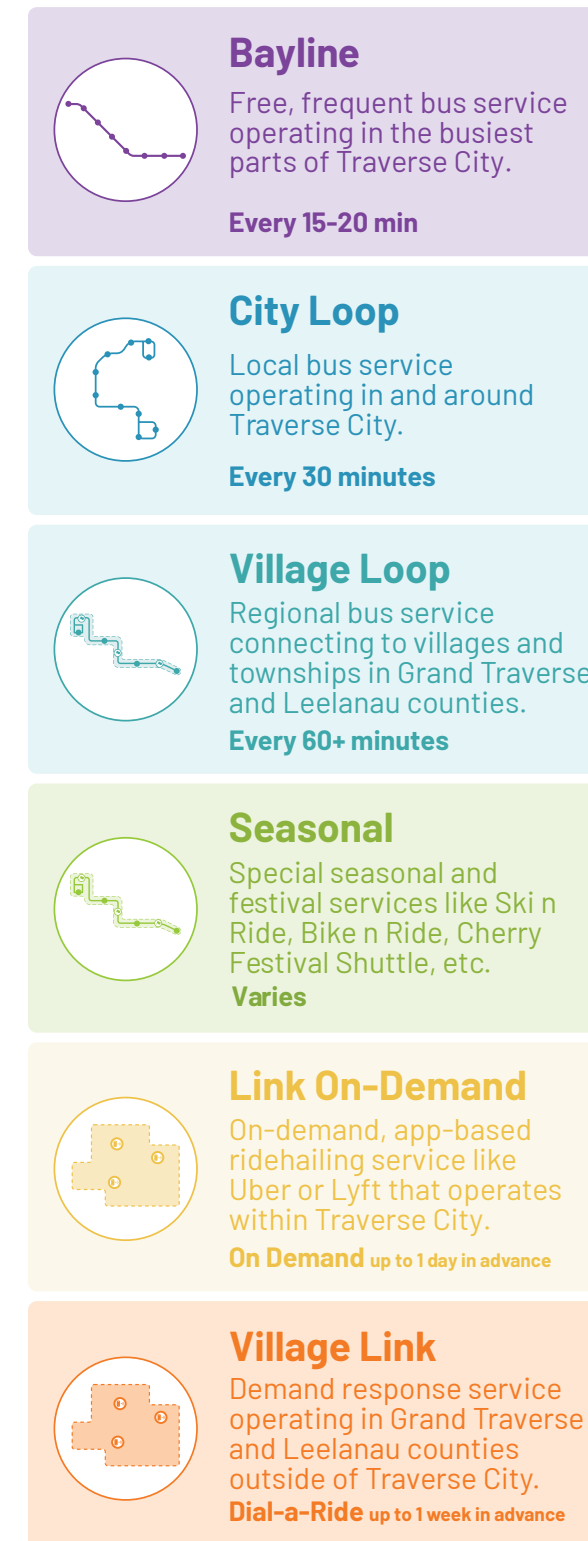 Bayline
Free, frequent bus service
operating in the busiest
parts of Traverse City.
Every 15-20 min
City Loop
Local bus service
operating in and around
Traverse City.
Every 30 minutes
Village Loop
Regional bus service
connecting to villages and
townships in Grand Traverse
and Leelanau counties.
Every 60+ minutes
Seasonal
Special seasonal and
festival services like Ski n
Ride, Bike n Ride, Cherry
Festival Shuttle, etc.
Varies
Link On-Demand
On-demand, app-based
ridehailing service like
Uber or Lyft that operates
within Traverse City.
On Demand up to 1 day in advance
Village Link
Demand response service
operating in Grand Traverse
and Leelanau counties
outside of Traverse City.
Dial-a-Ride up to 1 week in advance